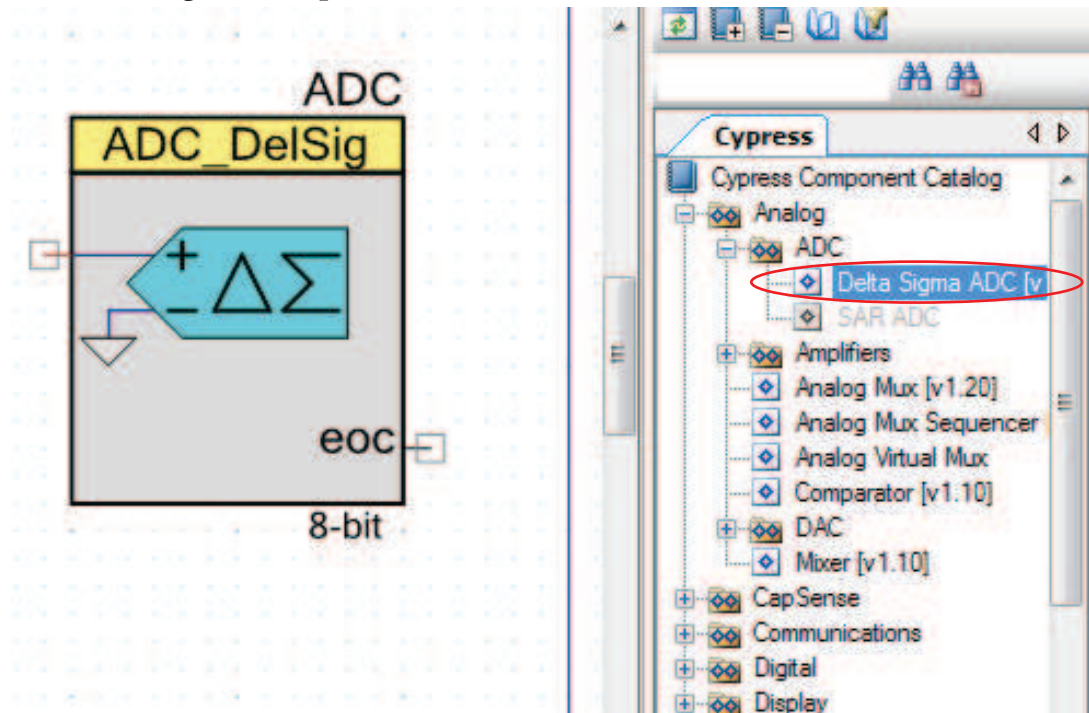 ADC
ADC_DelSig
+
ΔΣ
−
eoc
8-bit
Cypress
Cypress Component Catalog
Analog
ADC
Delta Sigma ADC [v
SAR ADC
Amplifiers
Analog Mux [v1.20]
Analog Mux Sequencer
Analog Virtual Mux
Comparator [v1.10]
DAC
Mixer [v1.10]
CapSense
Communications
Digital
Display